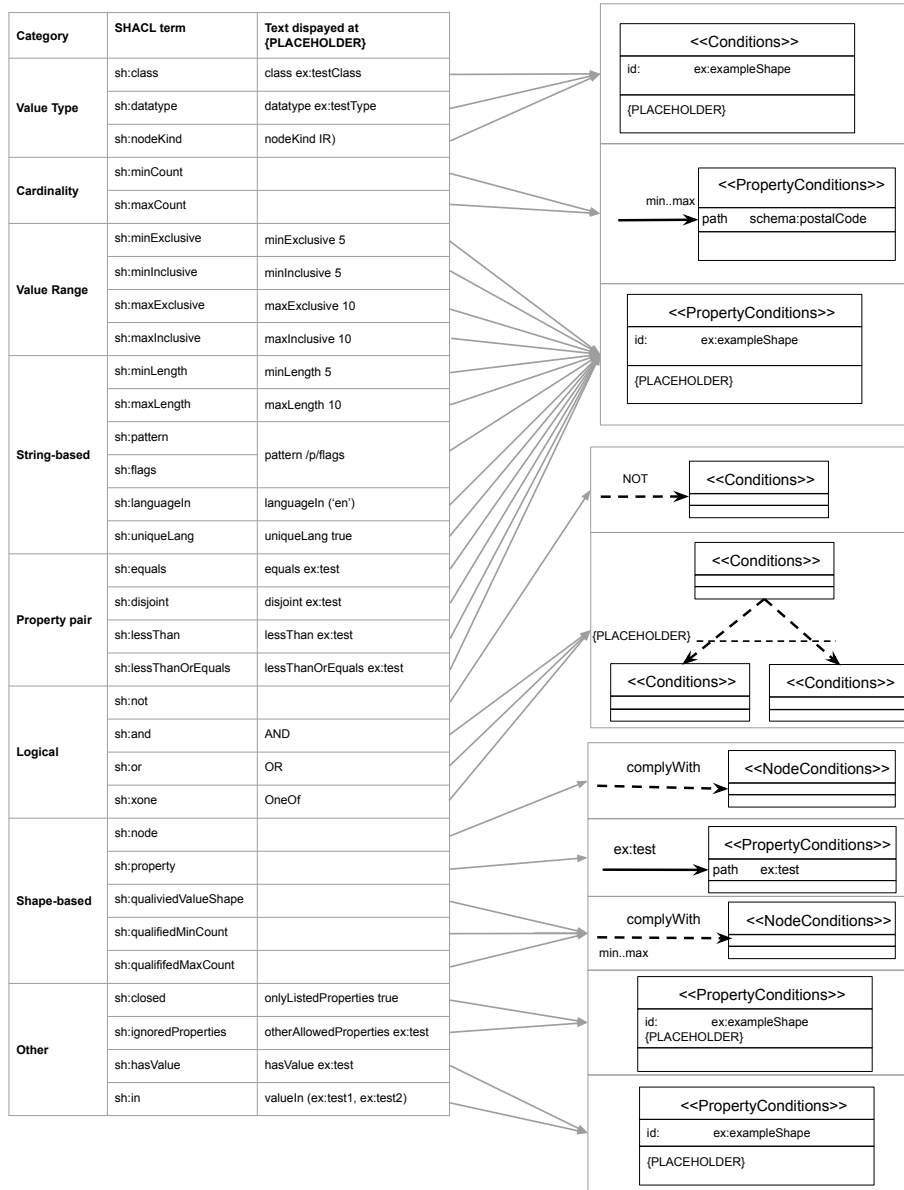 Category SHACL term Text dispayed at {PLACEHOLDER}
Value Type
sh:class class ex:testClass
sh:datatype datatype ex:testType
sh:nodeKind nodeKind IR)
Cardinality
sh:minCount
sh:maxCount
Value Range
sh:minExclusive minExclusive 5
sh:minInclusive minInclusive 5
sh:maxExclusive maxExclusive 10
sh:maxInclusive maxInclusive 10
String-based
sh:minLength minLength 5
sh:maxLength maxLength 10
sh:pattern
pattern /p/flags
sh:flags
sh:languageIn languageIn (‘en’)
sh:uniqueLang uniqueLang true
Property pair
sh:equals equals ex:test
sh:disjoint disjoint ex:test
sh:lessThan lessThan ex:test
sh:lessThanOrEquals lessThanOrEquals ex:test
Logical
sh:not
sh:and AND
sh:or OR
sh:xone OneOf
Shape-based
sh:node
sh:property
sh:qualiviedValueShape
sh:qualifiedMinCount
sh:qualififedMaxCount
Other
sh:closed onlyListedProperties true
sh:ignoredProperties otherAllowedProperties ex:test
sh:hasValue hasValue ex:test
sh:in valueIn (ex:test1, ex:test2)
<<Conditions>>
id: ex:exampleShape
{PLACEHOLDER}
min..max
<<PropertyConditions>>
path schema:postalCode
<<PropertyConditions>>
id: ex:exampleShape
{PLACEHOLDER}
NOT
<<Conditions>>
<<Conditions>>
{PLACEHOLDER}
<<Conditions>> <<Conditions>>
complyWith
<<NodeConditions>>
ex:test
<<PropertyConditions>>
path ex:test
complyWith
<<NodeConditions>>
min..max
<<PropertyConditions>>
id: ex:exampleShape
{PLACEHOLDER}
<<PropertyConditions>>
id: ex:exampleShape
{PLACEHOLDER}